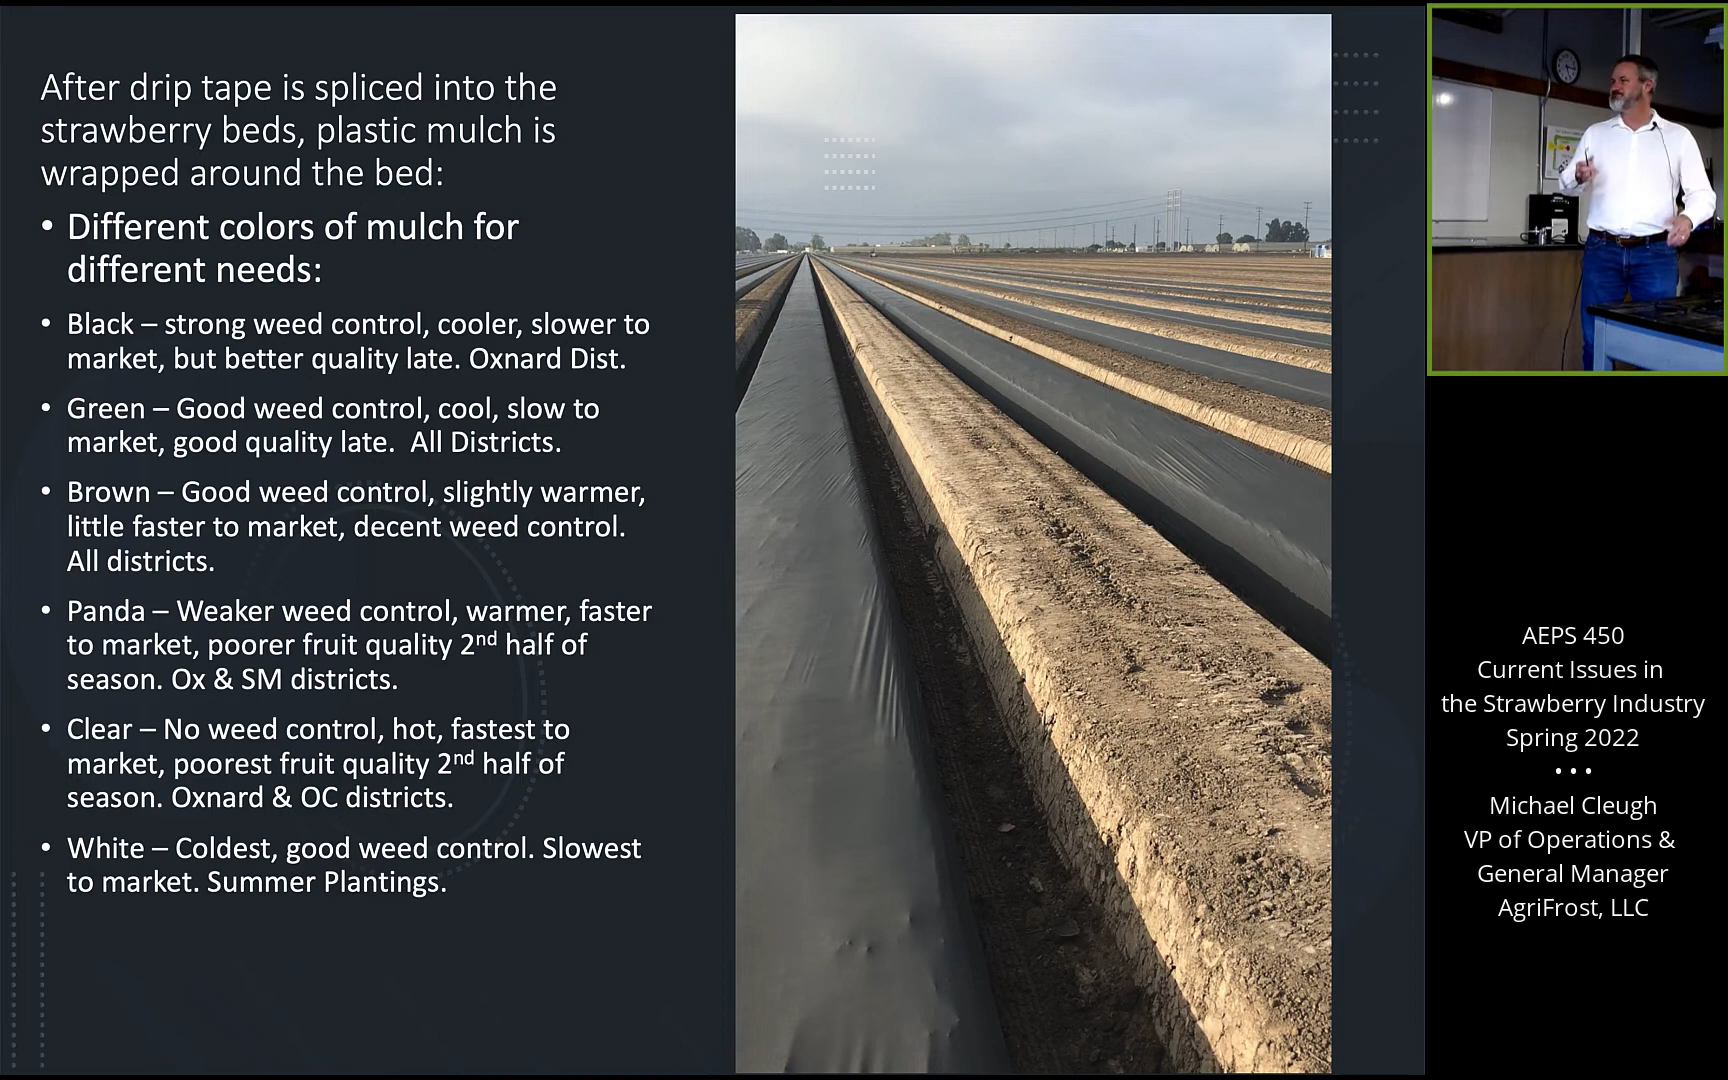 After drip tape is spliced into the
strawberry beds, plastic mulch is
wrapped around the bed:
• Different colors of mulch for
different needs:
• Black – strong weed control, cooler, slower to
market, but better quality late. Oxnard Dist.
• Green – Good weed control, cool, slow to
market, good quality late.  All Districts.
• Brown – Good weed control, slightly warmer,
little faster to market, decent weed control.
All districts.
• Panda – Weaker weed control, warmer, faster
to market, poorer fruit quality 2nd half of
season. Ox & SM districts.
• Clear – No weed control, hot, fastest to
market, poorest fruit quality 2nd half of
season. Oxnard & OC districts.
• White – Coldest, good weed control. Slowest
to market. Summer Plantings.
AEPS 450
Current Issues in
the Strawberry Industry
Spring 2022
• • •
Michael Cleugh
VP of Operations &
General Manager
AgriFrost, LLC